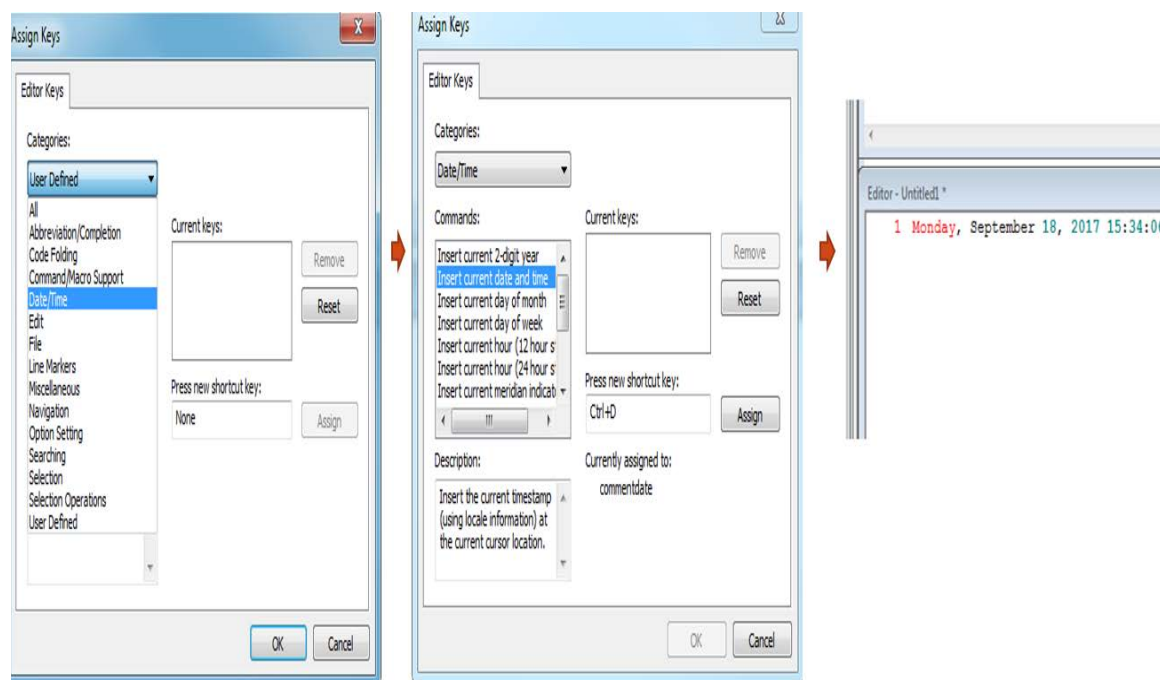 Assign Keys
Editor Keys
Categories:
User Defined
All
Abbreviation/Completion
Code Folding
Command/Macro Support
Date/Time
Edit
File
Line Markers
Miscellaneous
Navigation
Option Setting
Searching
Selection
Selection Operations
User Defined
Current keys:
Remove
Reset
Press new shortcut key:
None
Assign
OK
Cancel
Assign Keys
Editor Keys
Categories:
Date/Time
Commands:
Insert current 2-digit year
Insert current date and time
Insert current day of month
Insert current day of week
Insert current hour (12 hour
Insert current hour (24 hour
Insert current meridian
Current keys:
Remove
Reset
Press new shortcut key:
Ctrl+D
Assign
Description:
Insert the current timestamp
(using locale information) at
the current cursor location.
Currently assigned to:
commentdate
OK
Cancel
Editor - Untitled1 *
1 Monday, September 18, 2017 15:34:06